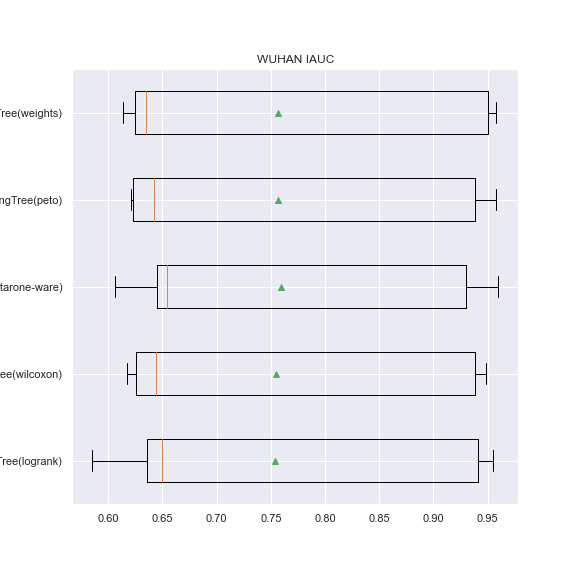 WUHAN IAUC
Tree(weights)
ngTree(peto)
tarone-ware)
ee(wilcoxon)
Tree(logrank)
0.60 0.65 0.70 0.75 0.80 0.85 0.90 0.95